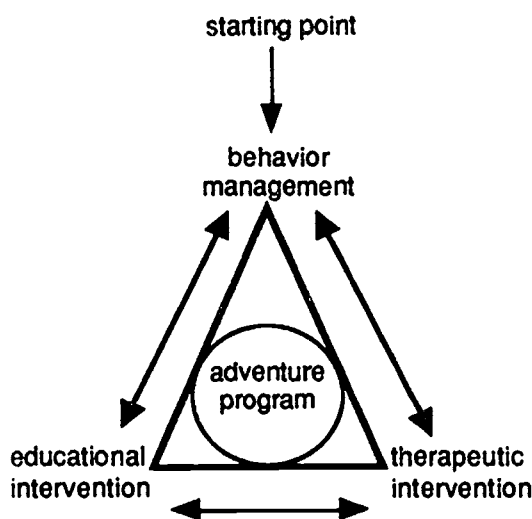 starting point
behavior
management
adventure
program
educational
intervention
therapeutic
intervention